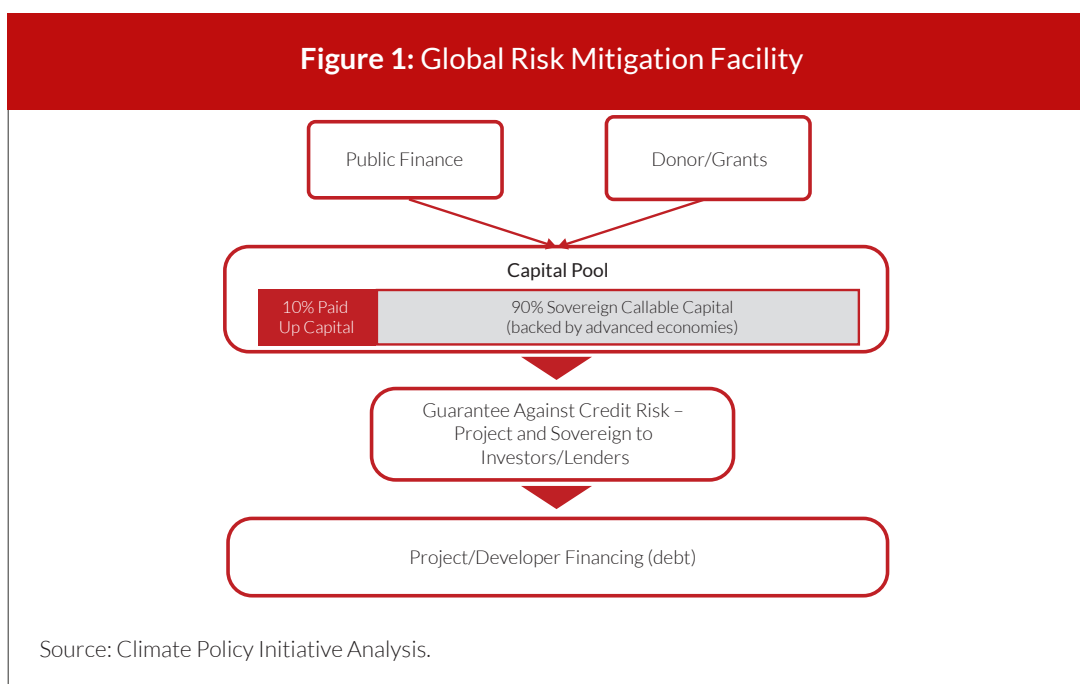 Figure 1: Global Risk Mitigation Facility
Public Finance
Donor/Grants
Capital Pool
10% Paid
Up Capital
90% Sovereign Callable Capital
(backed by advanced economies)
Guarantee Against Credit Risk –
Project and Sovereign to
Investors/Lenders
Project/Developer Financing (debt)
Source: Climate Policy Initiative Analysis.